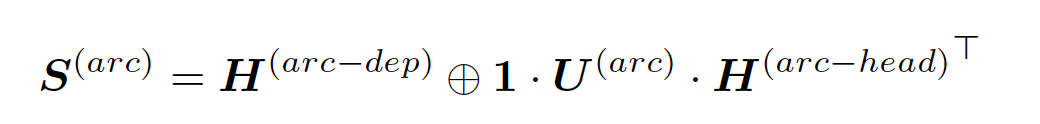 S^{(arc)} = H^{(arc-dep)} ⊕ 1 · U^{(arc)} · H^{(arc-head)^⊤}